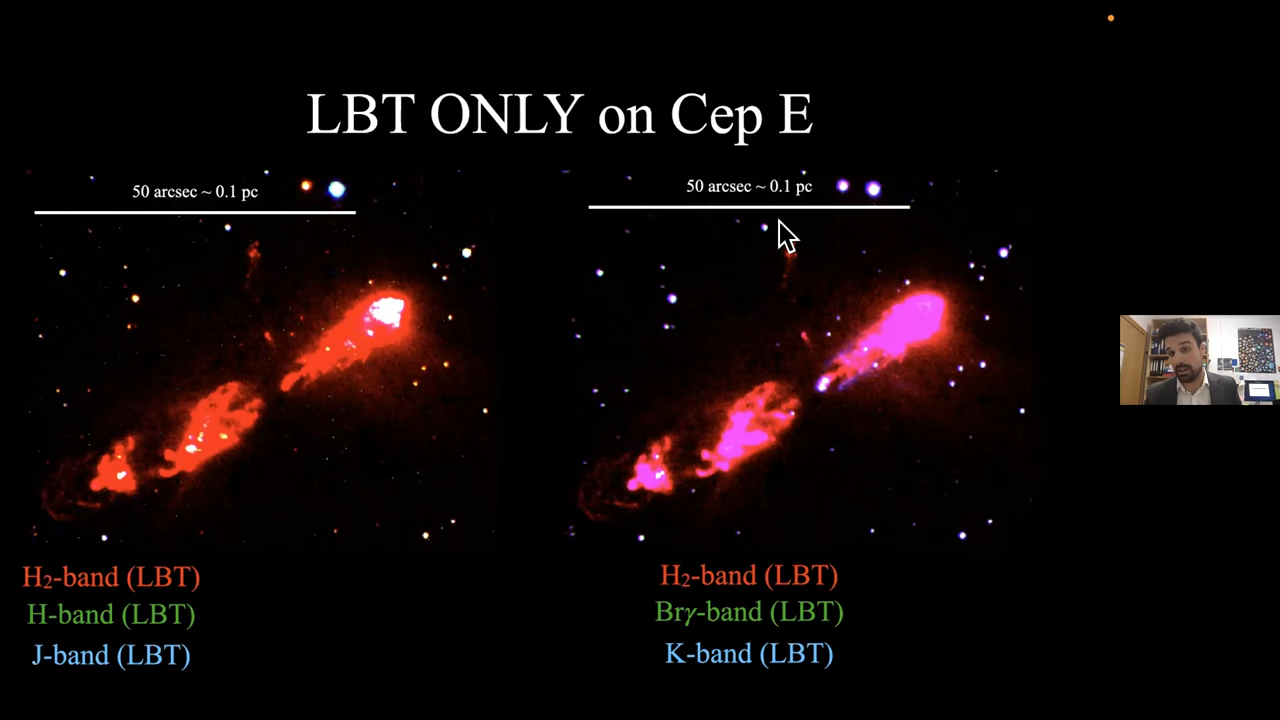 LBT ONLY on Cep E
50 arcsec ~ 0.1 pc
50 arcsec ~ 0.1 pc
H₂-band (LBT)
H-band (LBT)
J-band (LBT)
H₂-band (LBT)
Brγ-band (LBT)
K-band (LBT)